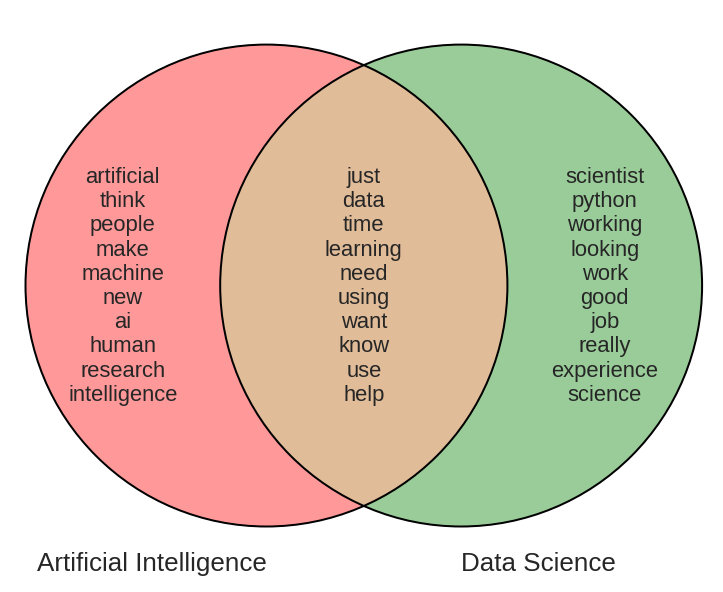 artificial
think
people
make
machine
new
ai
human
research
intelligence
just
data
time
learning
need
using
want
know
use
help
scientist
python
working
looking
work
good
job
really
experience
science
Artificial Intelligence
Data Science